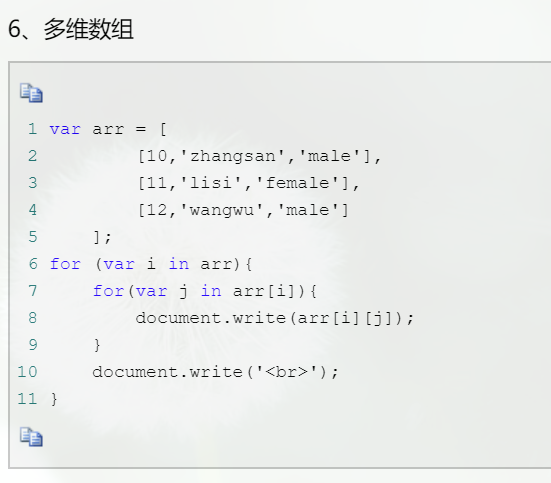 6、多维数组
1 var arr = [
2         [10,'zhangsan','male'],
3         [11,'lisi','female'],
4         [12,'wangwu','male']
5     ];
6 for (var i in arr){
7     for(var j in arr[i]){
8         document.write(arr[i][j]);
9     }
10     document.write('<br>');
11 }